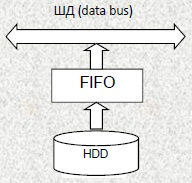 ШД (data bus)
FIFO
HDD